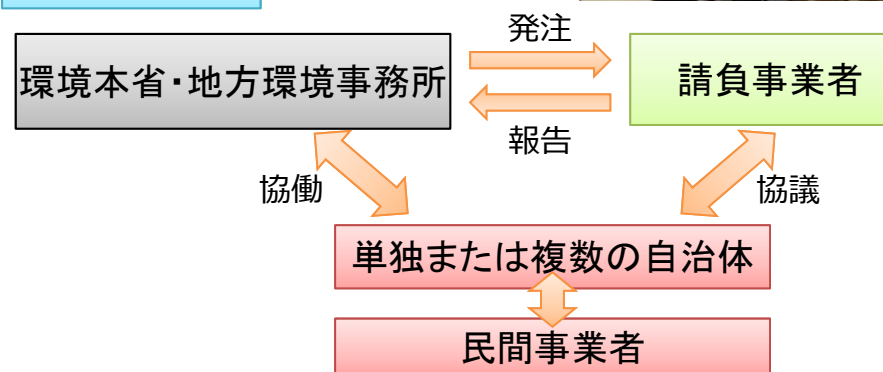 発注
環境本省・地方環境事務所
請負事業者
報告
協働
協議
単独または複数の自治体
民間事業者